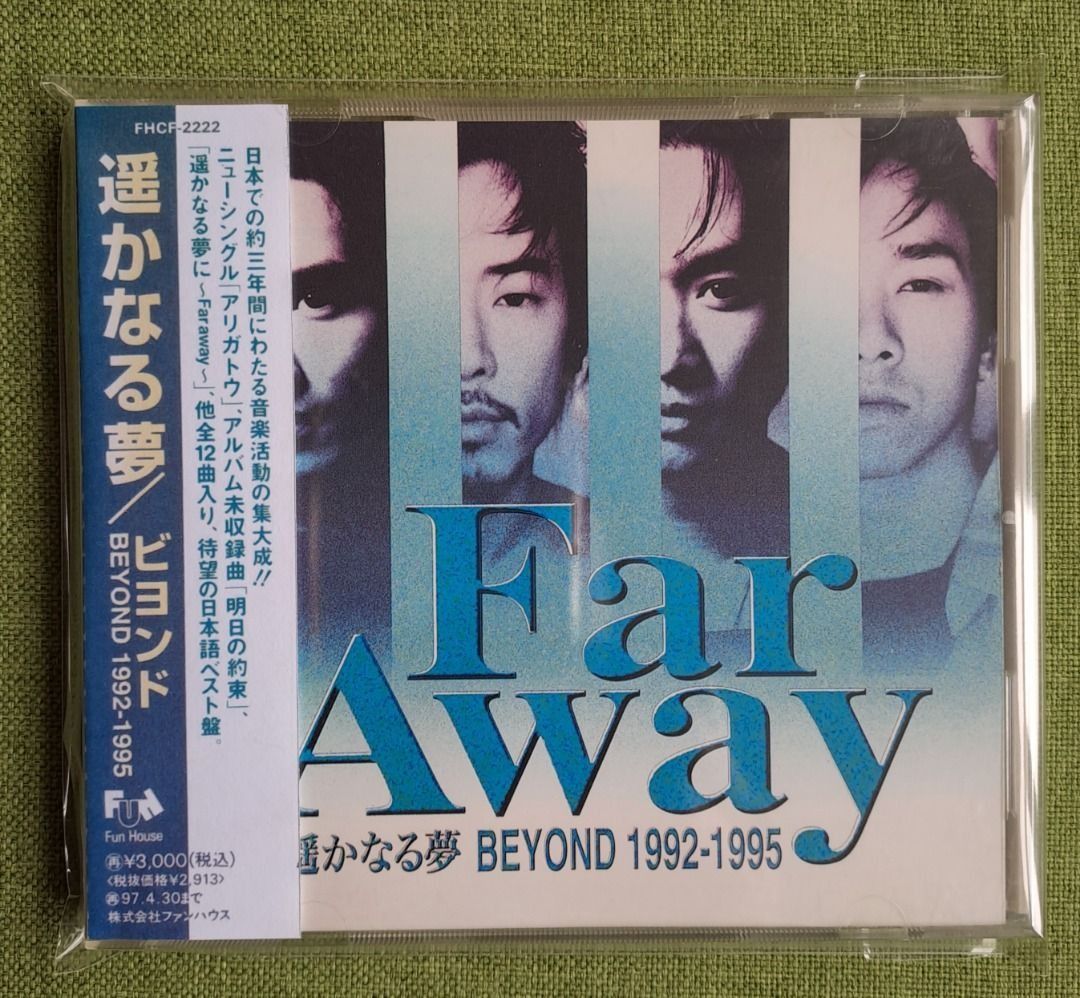 FHCF-2222
遥かなる夢/ビヨンド
BEYOND 1992-1995
日本での約三年間にわたる音楽活動の集大成!!
ニューシングル「アリガトウ」、アルバム未収録曲「明日の約束」、
「遥かなる夢に～Far away～」、他全12曲入り、待望の日本語ベスト盤。
FUN
Fun House
再¥3,000(税込)
〈税抜価格¥2,913〉
再97.4.30まで
株式会社ファンハウス
Far
Away
遥かなる夢 BEYOND 1992-1995